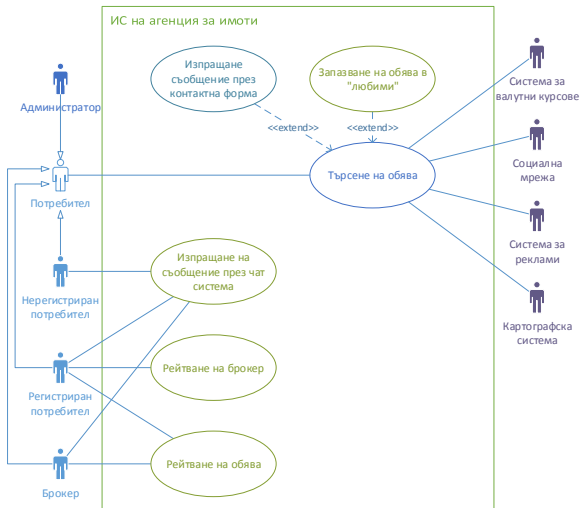 ИС на агенция за имоти
Изпращане
съобщение през
контактна форма
Запазване на обява в
"любими"
Система за
валутни курсове
Администратор
<<extend>>
<<extend>>
Социална
мрежа
Търсене на обява
Потребител
Система за
реклами
Изпращане на
съобщение през чат
система
Нерегистриран
потребител
Картографска
система
Рейтване на брокер
Регистриран
потребител
Рейтване на обява
Брокер